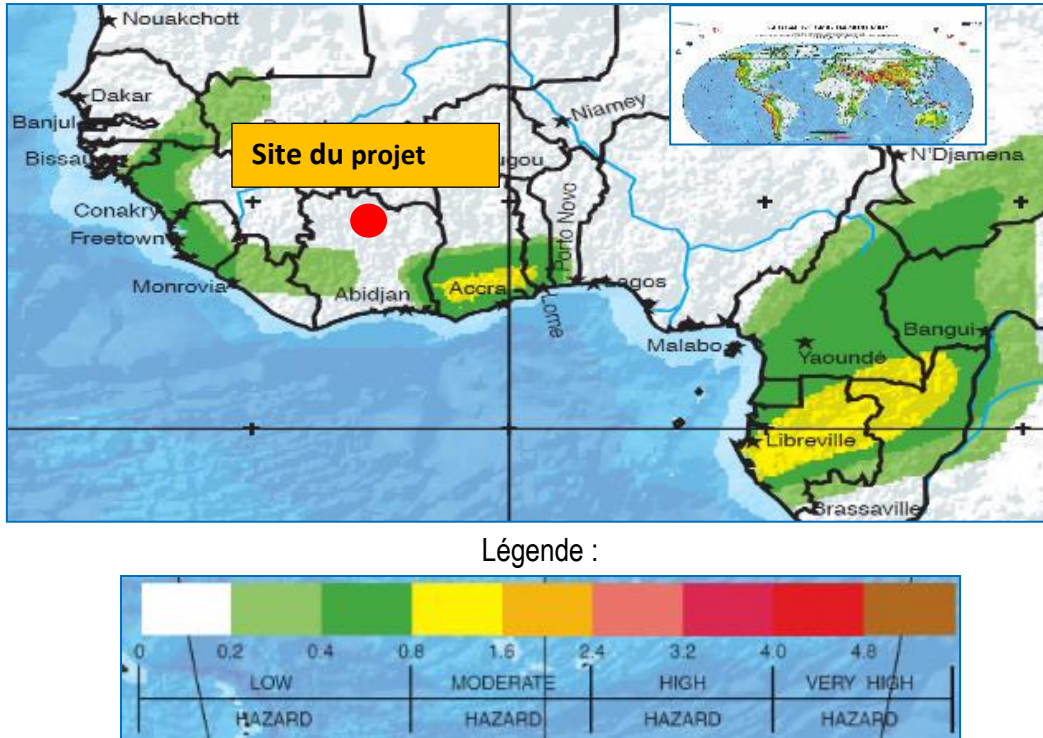 Nouakchott
Dakar
Banjul
Bissau
Niamey
N'Djamena
Site du projet
ugou
Conakry
Freetown
Monrovia
Abidjan
Accra
Lome
Porto Novo
Lagos
Malabo
Yaoundé
Bangui
Libreville
Brassaville
Légende :
0 0.2 0.4 0.8 1.6 2.4 3.2 4.0 4.8
LOW MODERATE HIGH VERY HIGH
HAZARD HAZARD HAZARD HAZARD